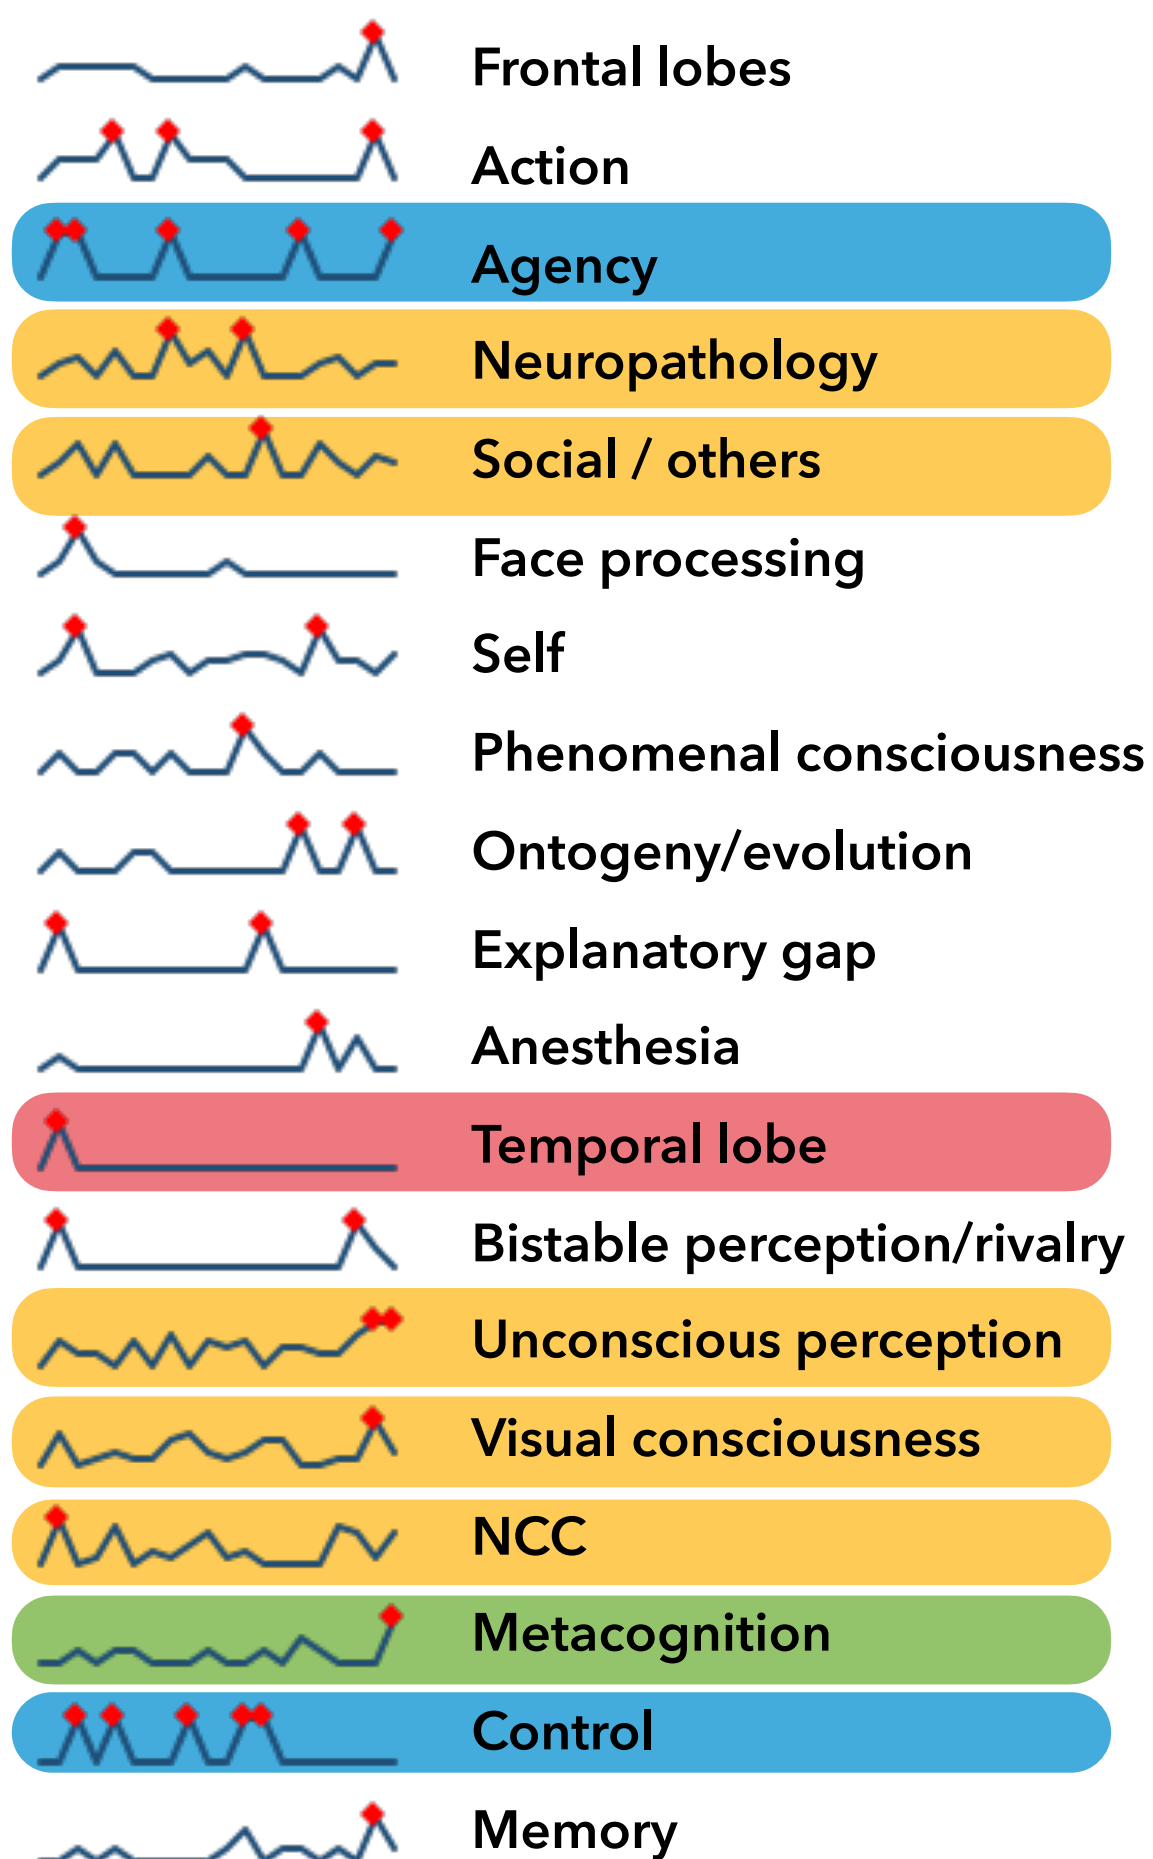 Frontal lobes
Action
Agency
Neuropathology
Social / others
Face processing
Self
Phenomenal consciousness
Ontogeny/evolution
Explanatory gap
Anesthesia
Temporal lobe
Bistable perception/rivalry
Unconscious perception
Visual consciousness
NCC
Metacognition
Control
Memory